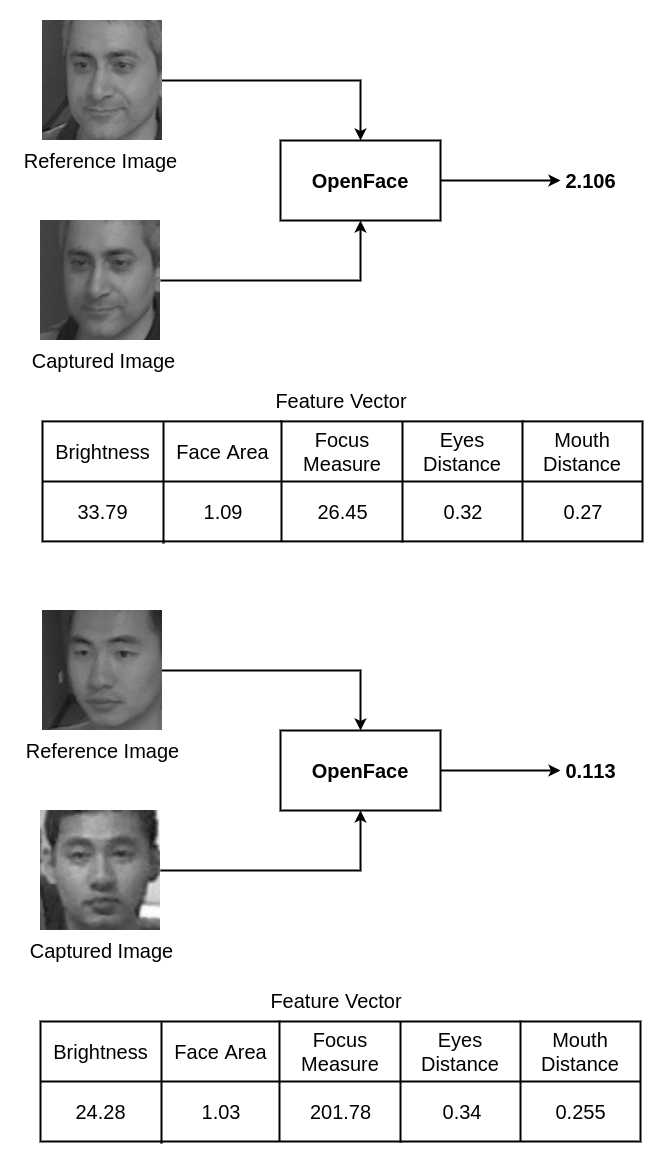 Reference Image
OpenFace
2.106
Captured Image
Feature Vector
Brightness Face Area Focus Measure Eyes Distance Mouth Distance
33.79 1.09 26.45 0.32 0.27
Reference Image
OpenFace
0.113
Captured Image
Feature Vector
Brightness Face Area Focus Measure Eyes Distance Mouth Distance
24.28 1.03 201.78 0.34 0.255